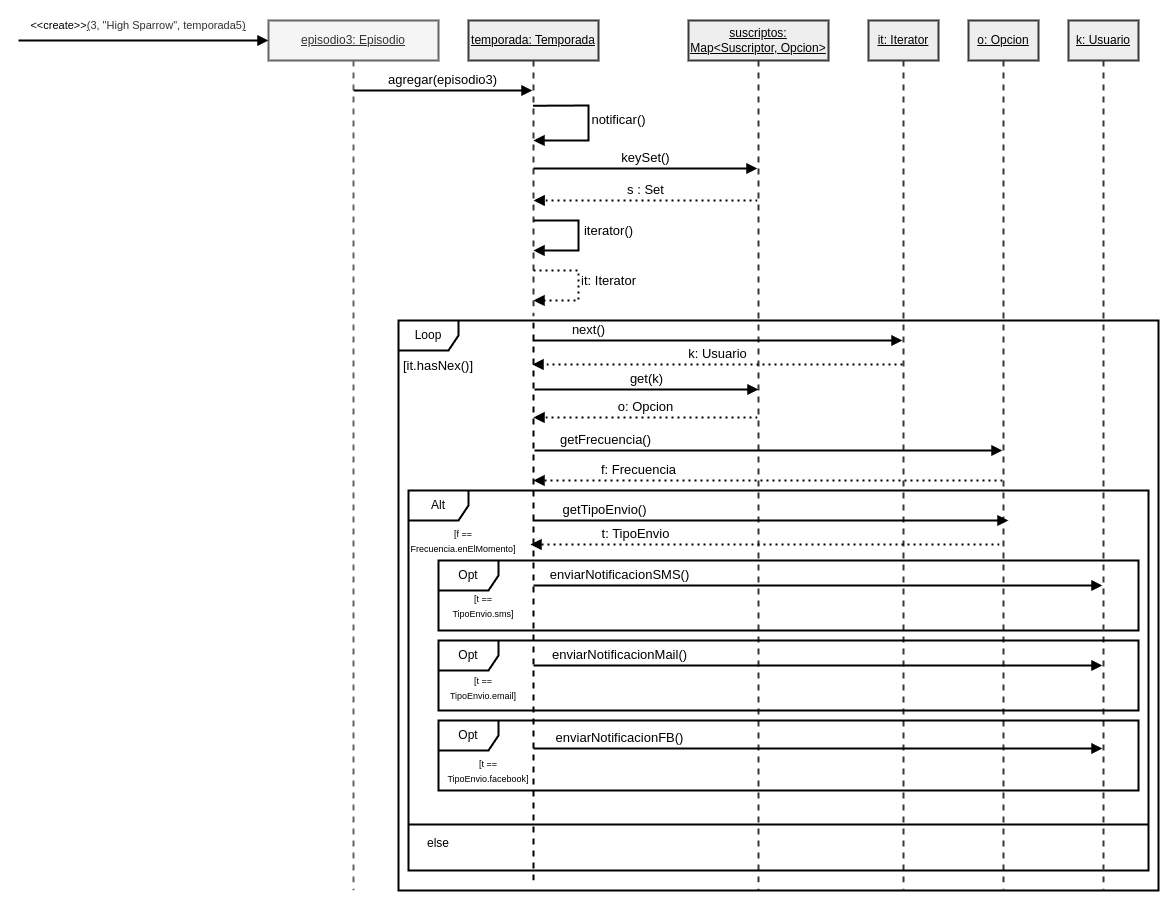 <<create>>(3, "High Sparrow", temporada5)
episodio3: Episodio
temporada: Temporada
suscriptos:
Map<Suscriptor, Opcion>
it: Iterator
o: Opcion
k: Usuario
agregar(episodio3)
notificar()
keySet()
s : Set
iterator()
it: Iterator
Loop
next()
k: Usuario
[it.hasNex()]
get(k)
o: Opcion
getFrecuencia()
f: Frecuencia
Alt
getTipoEnvio()
[f ==
Frecuencia.enElMomento]
t: TipoEnvio
Opt
enviarNotificacionSMS()
[t ==
TipoEnvio.sms]
Opt
enviarNotificacionMail()
[t ==
TipoEnvio.email]
Opt
enviarNotificacionFB()
[t ==
TipoEnvio.facebook]
else